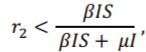 r₂ < βIS / (βIS + μI),